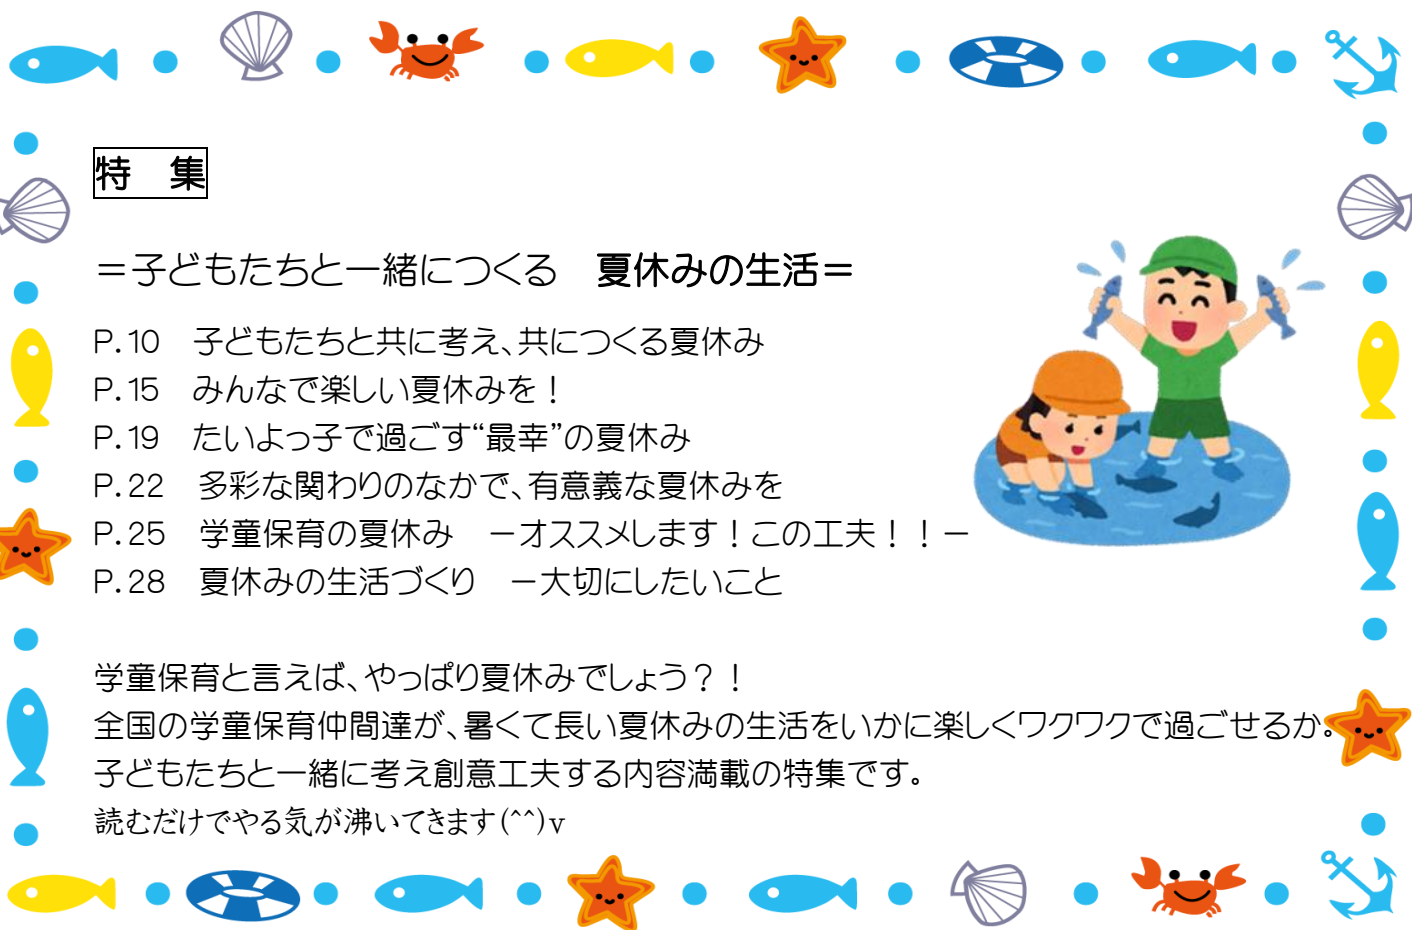 特　集
＝子どもたちと一緒につくる　夏休みの生活＝
P.10　子どもたちと共に考え、共につくる夏休み
P.15　みんなで楽しい夏休みを！
P.19　たいよっ子で過ごす“最幸”の夏休み
P.22　多彩な関わりのなかで、有意義な夏休みを
P.25　学童保育の夏休み　－オススメします！この工夫！！－
P.28　夏休みの生活づくり　－大切にしたいこと
学童保育と言えば、やっぱり夏休みでしょう？！
全国の学童保育仲間達が、暑くて長い夏休みの生活をいかに楽しくワクワクで過ごせるか。
子どもたちと一緒に考え創意工夫する内容満載の特集です。
読むだけでやる気が沸いてきます(^^)v